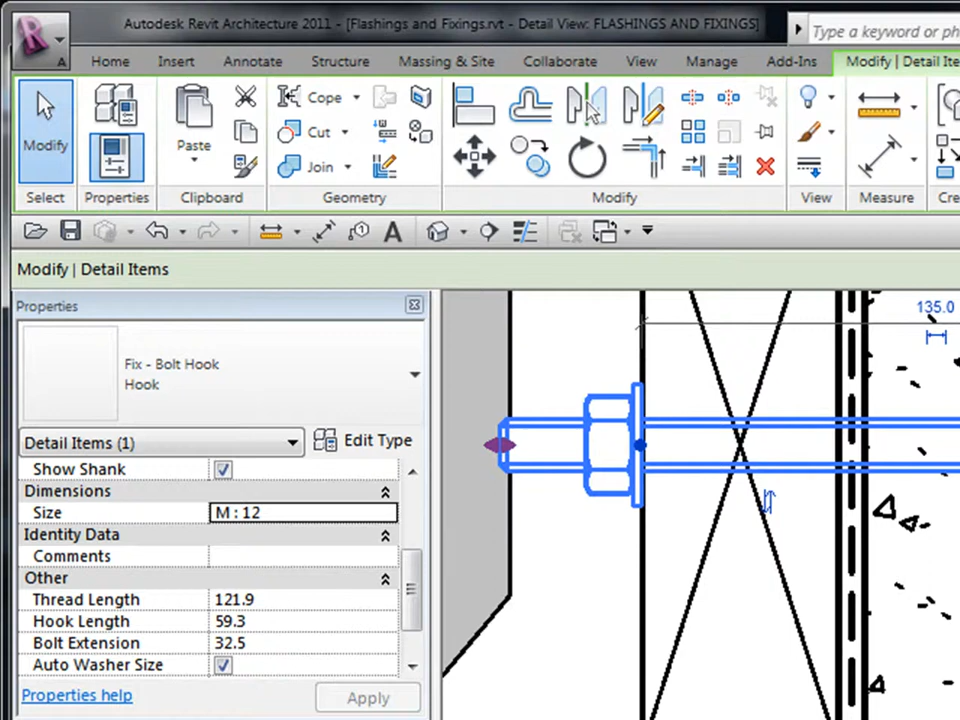 Autodesk Revit Architecture 2011 - [Flashings and Fixings.rvt - Detail View: FLASHINGS AND FIXINGS]
Type a keyword or ph
Home Insert Annotate Structure Massing & Site Collaborate View Manage Add-Ins Modify | Detail Ite
Modify
Paste
Cope
Cut
Join
Select Properties Clipboard Geometry Modify View Measure Cre
Modify | Detail Items
Properties
Fix - Bolt Hook
Hook
Detail Items (1) Edit Type
Show Shank
Dimensions
Size M : 12
Identity Data
Comments
Other
Thread Length 121.9
Hook Length 59.3
Bolt Extension 32.5
Auto Washer Size
Properties help Apply
135.0